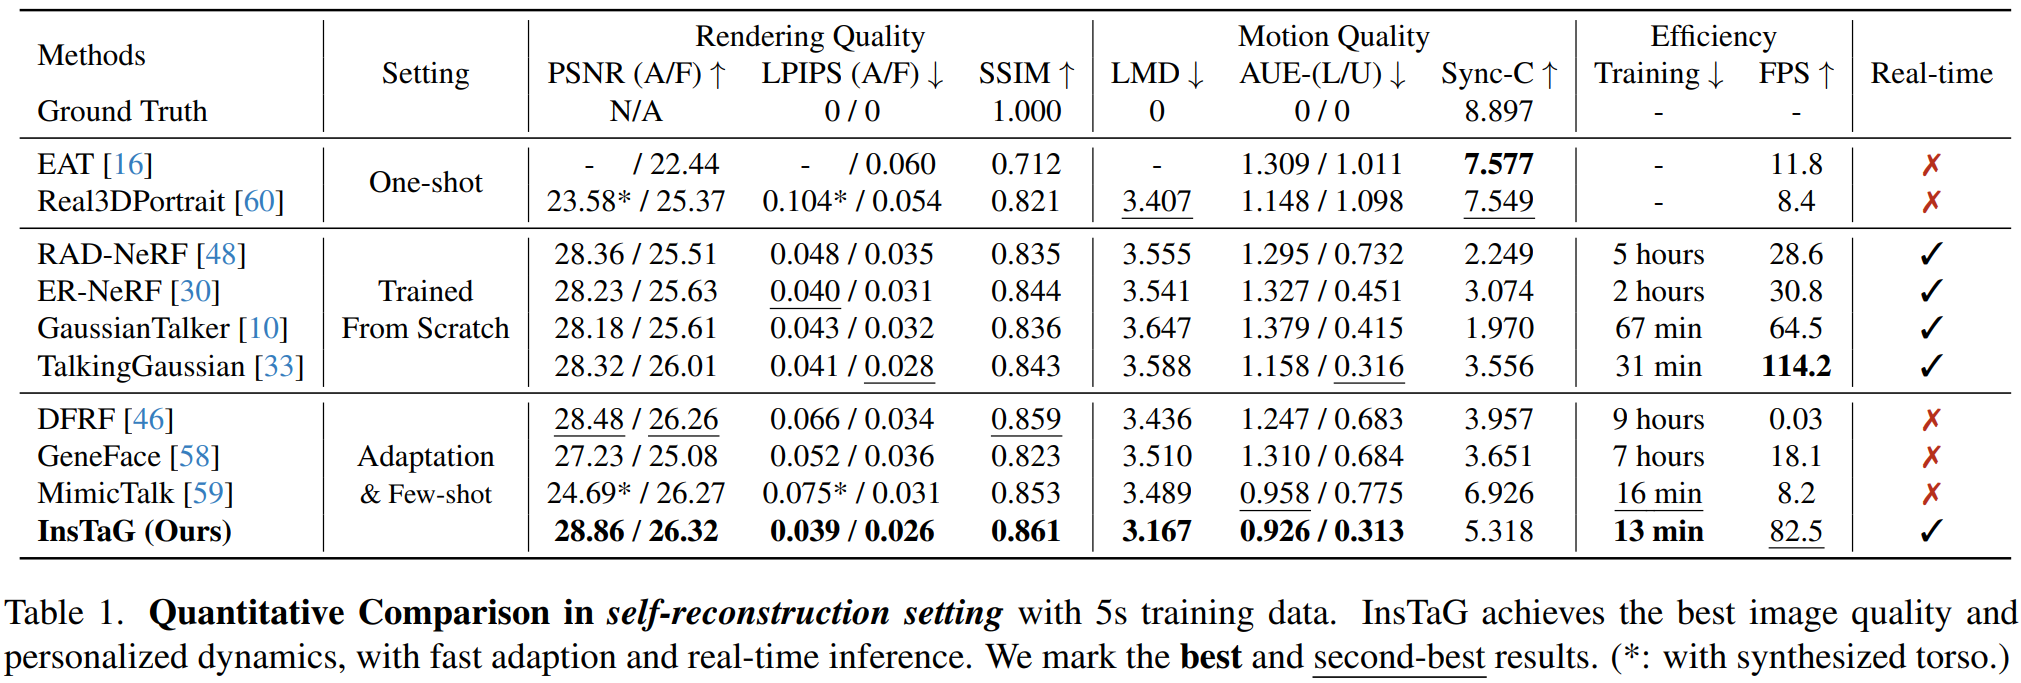 Methods Setting Rendering Quality Motion Quality Efficiency Real-time
PSNR (A/F) ↑ LPIPS (A/F) ↓ SSIM ↑ LMD ↓ AUE-(L/U) ↓ Sync-C ↑ Training ↓ FPS ↑
Ground Truth N/A 0 / 0 1.000 0 0 / 0 8.897 - -
EAT [16] One-shot - / 22.44 - / 0.060 0.712 - 1.309 / 1.011 7.577 - 11.8 ✗
Real3DPortrait [60] 23.58* / 25.37 0.104* / 0.054 0.821 3.407 1.148 / 1.098 7.549 - 8.4 ✗
RAD-NeRF [48] Trained From Scratch 28.36 / 25.51 0.048 / 0.035 0.835 3.555 1.295 / 0.732 2.249 5 hours 28.6 ✓
ER-NeRF [30] 28.23 / 25.63 0.040 / 0.031 0.844 3.541 1.327 / 0.451 3.074 2 hours 30.8 ✓
GaussianTalker [10] 28.18 / 25.61 0.043 / 0.032 0.836 3.647 1.379 / 0.415 1.970 67 min 64.5 ✓
TalkingGaussian [33] 28.32 / 26.01 0.041 / 0.028 0.843 3.588 1.158 / 0.316 3.556 31 min 114.2 ✓
DFRF [46] Adaptation & Few-shot 28.48 / 26.26 0.066 / 0.034 0.859 3.436 1.247 / 0.683 3.957 9 hours 0.03 ✗
GeneFace [58] 27.23 / 25.08 0.052 / 0.036 0.823 3.510 1.310 / 0.684 3.651 7 hours 18.1 ✗
MimicTalk [59] 24.69* / 26.27 0.075* / 0.031 0.853 3.489 0.958 / 0.775 6.926 16 min 8.2 ✗
InsTaG (Ours) 28.86 / 26.32 0.039 / 0.026 0.861 3.167 0.926 / 0.313 5.318 13 min 82.5 ✓
Table 1. Quantitative Comparison in self-reconstruction setting with 5s training data. InsTaG achieves the best image quality and
personalized dynamics, with fast adaption and real-time inference. We mark the best and second-best results. (*: with synthesized torso.)